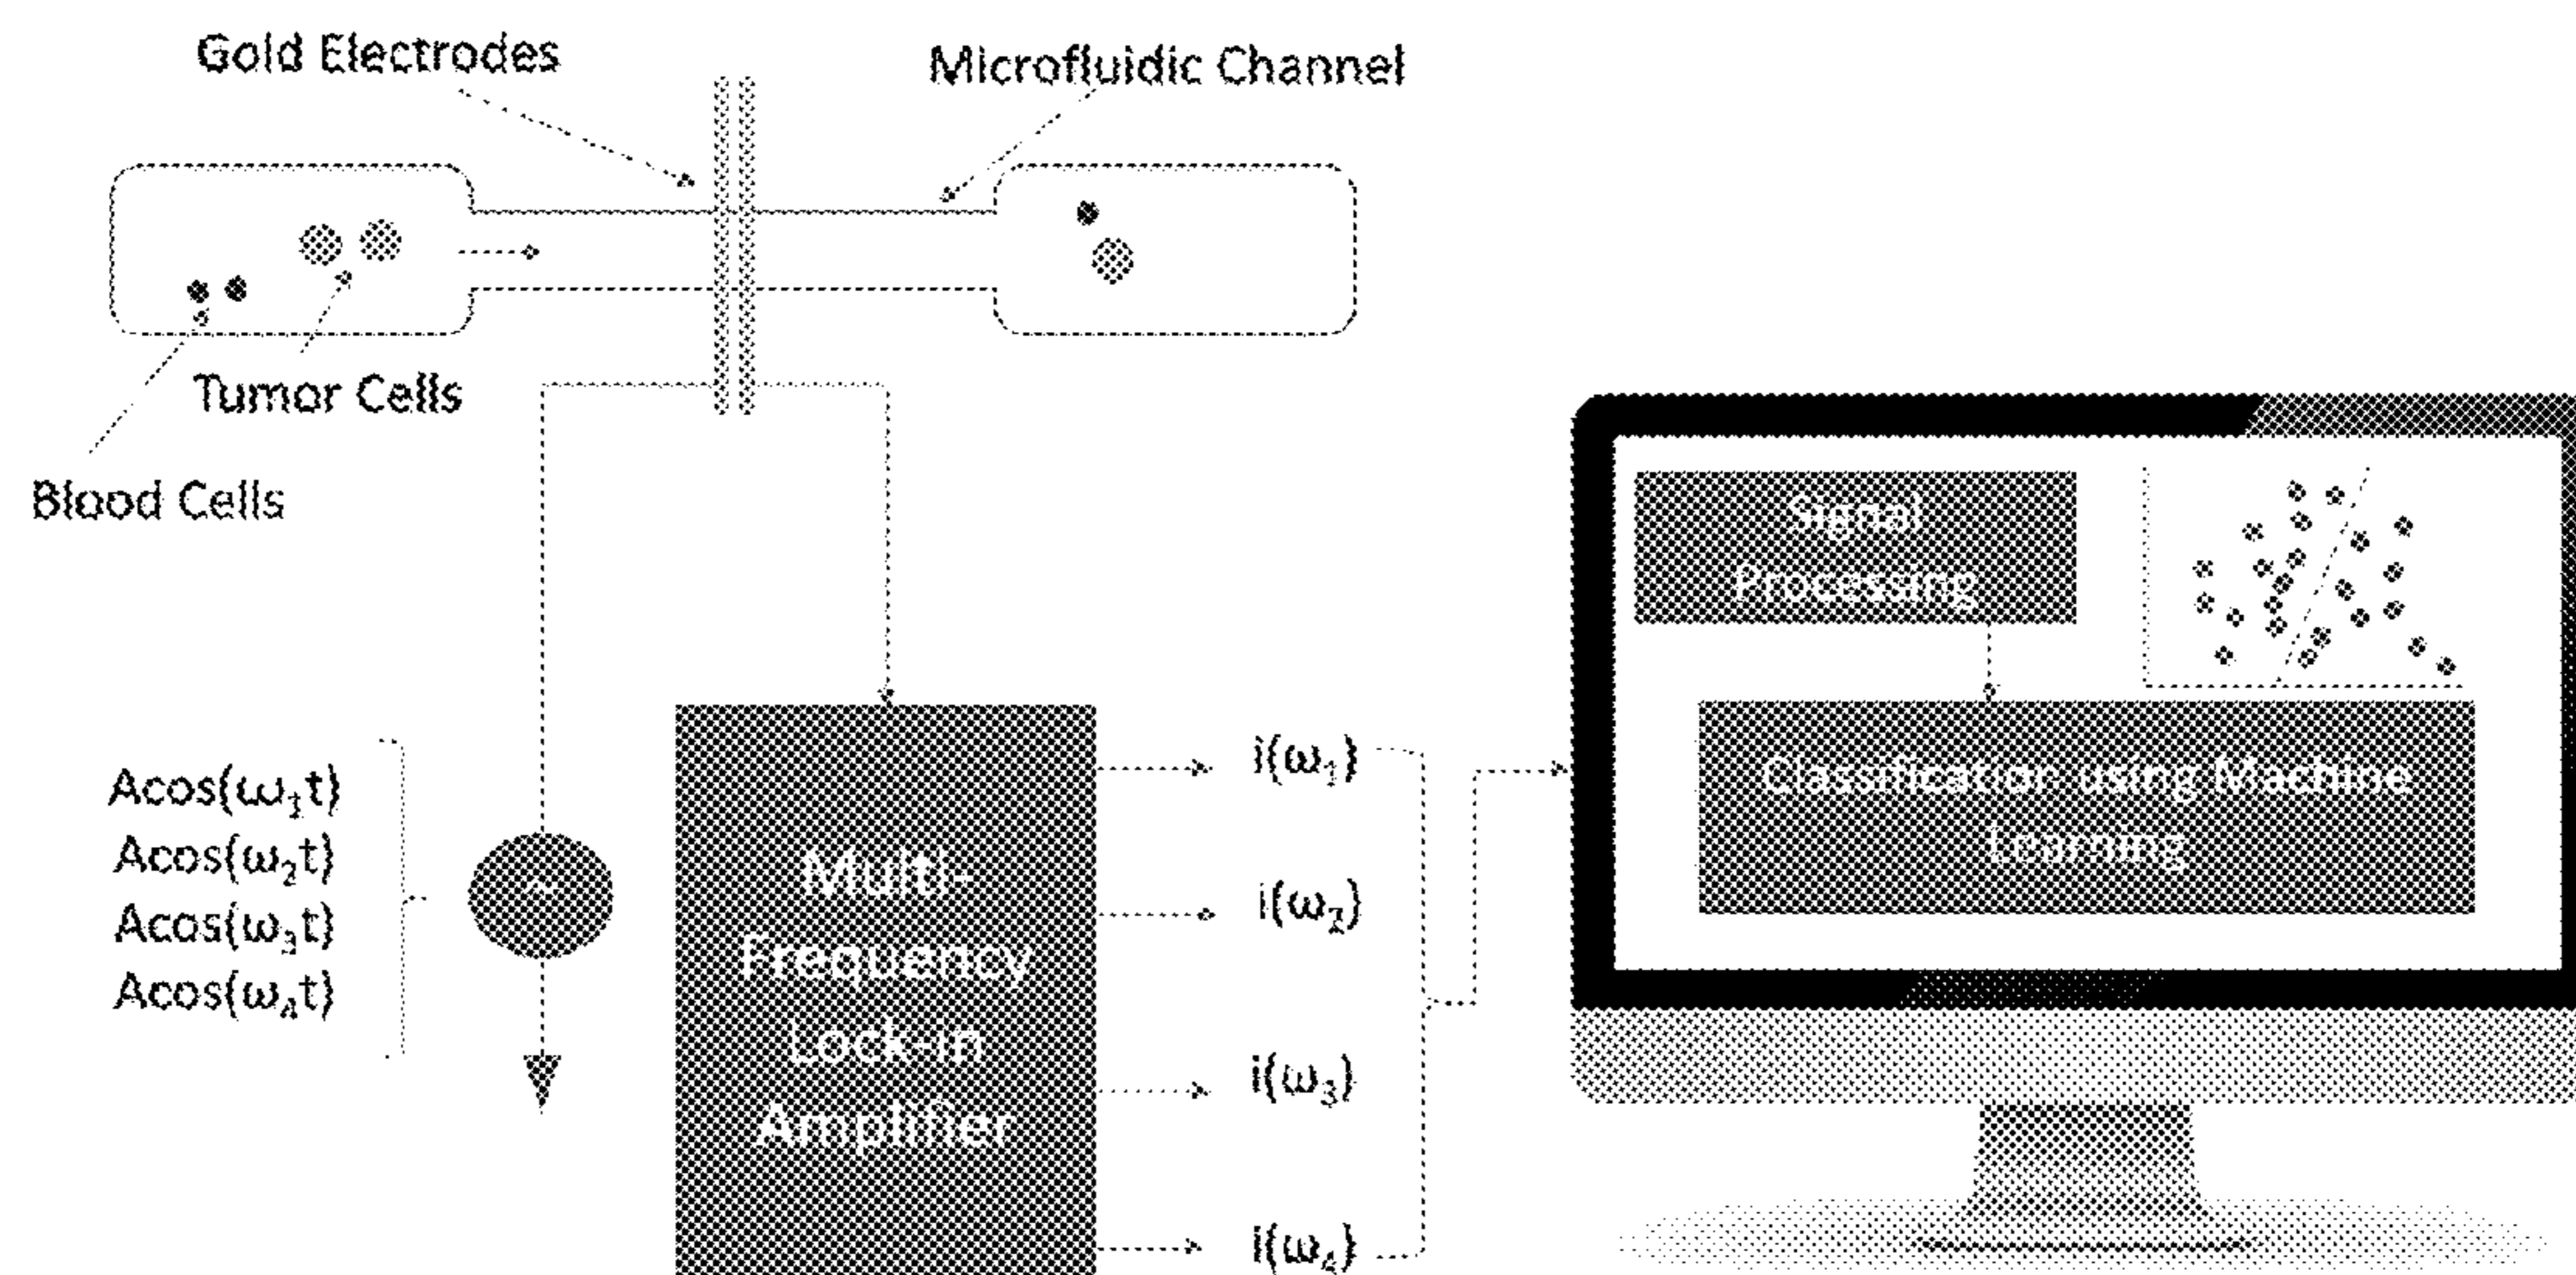 Gold Electrodes
Microfluidic Channel
Tumor Cells
Blood Cells
Acos(ω₁t)
Acos(ω₂t)
Acos(ω₃t)
Acos(ω₄t)
~
Multi-
Frequency
Lock-in
Amplifier
i(ω₁)
i(ω₂)
i(ω₃)
i(ω₄)
Signal
Processing
Classification using Machine
Learning